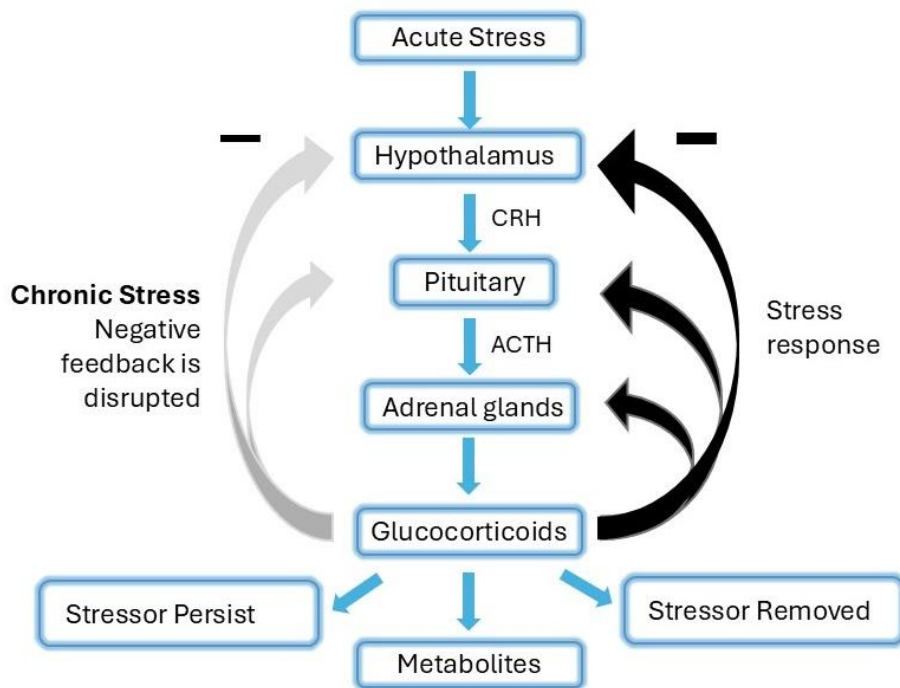 Acute Stress
Hypothalamus
CRH
Pituitary
Chronic Stress
Negative
feedback is
disrupted
Stress
response
ACTH
Adrenal glands
Glucocorticoids
Stressor Persist
Stressor Removed
Metabolites